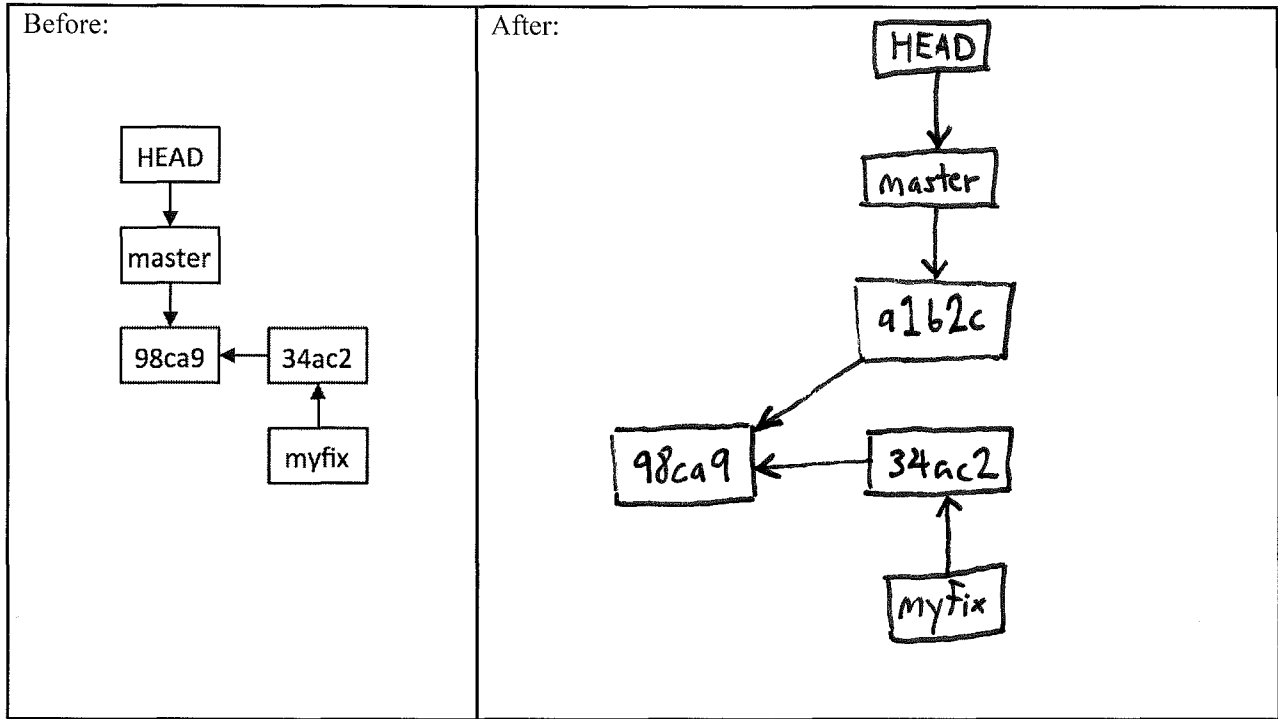 Before:
HEAD
master
98ca9
34ac2
myfix
After:
HEAD
master
a1b2c
98ca9
34ac2
myfix